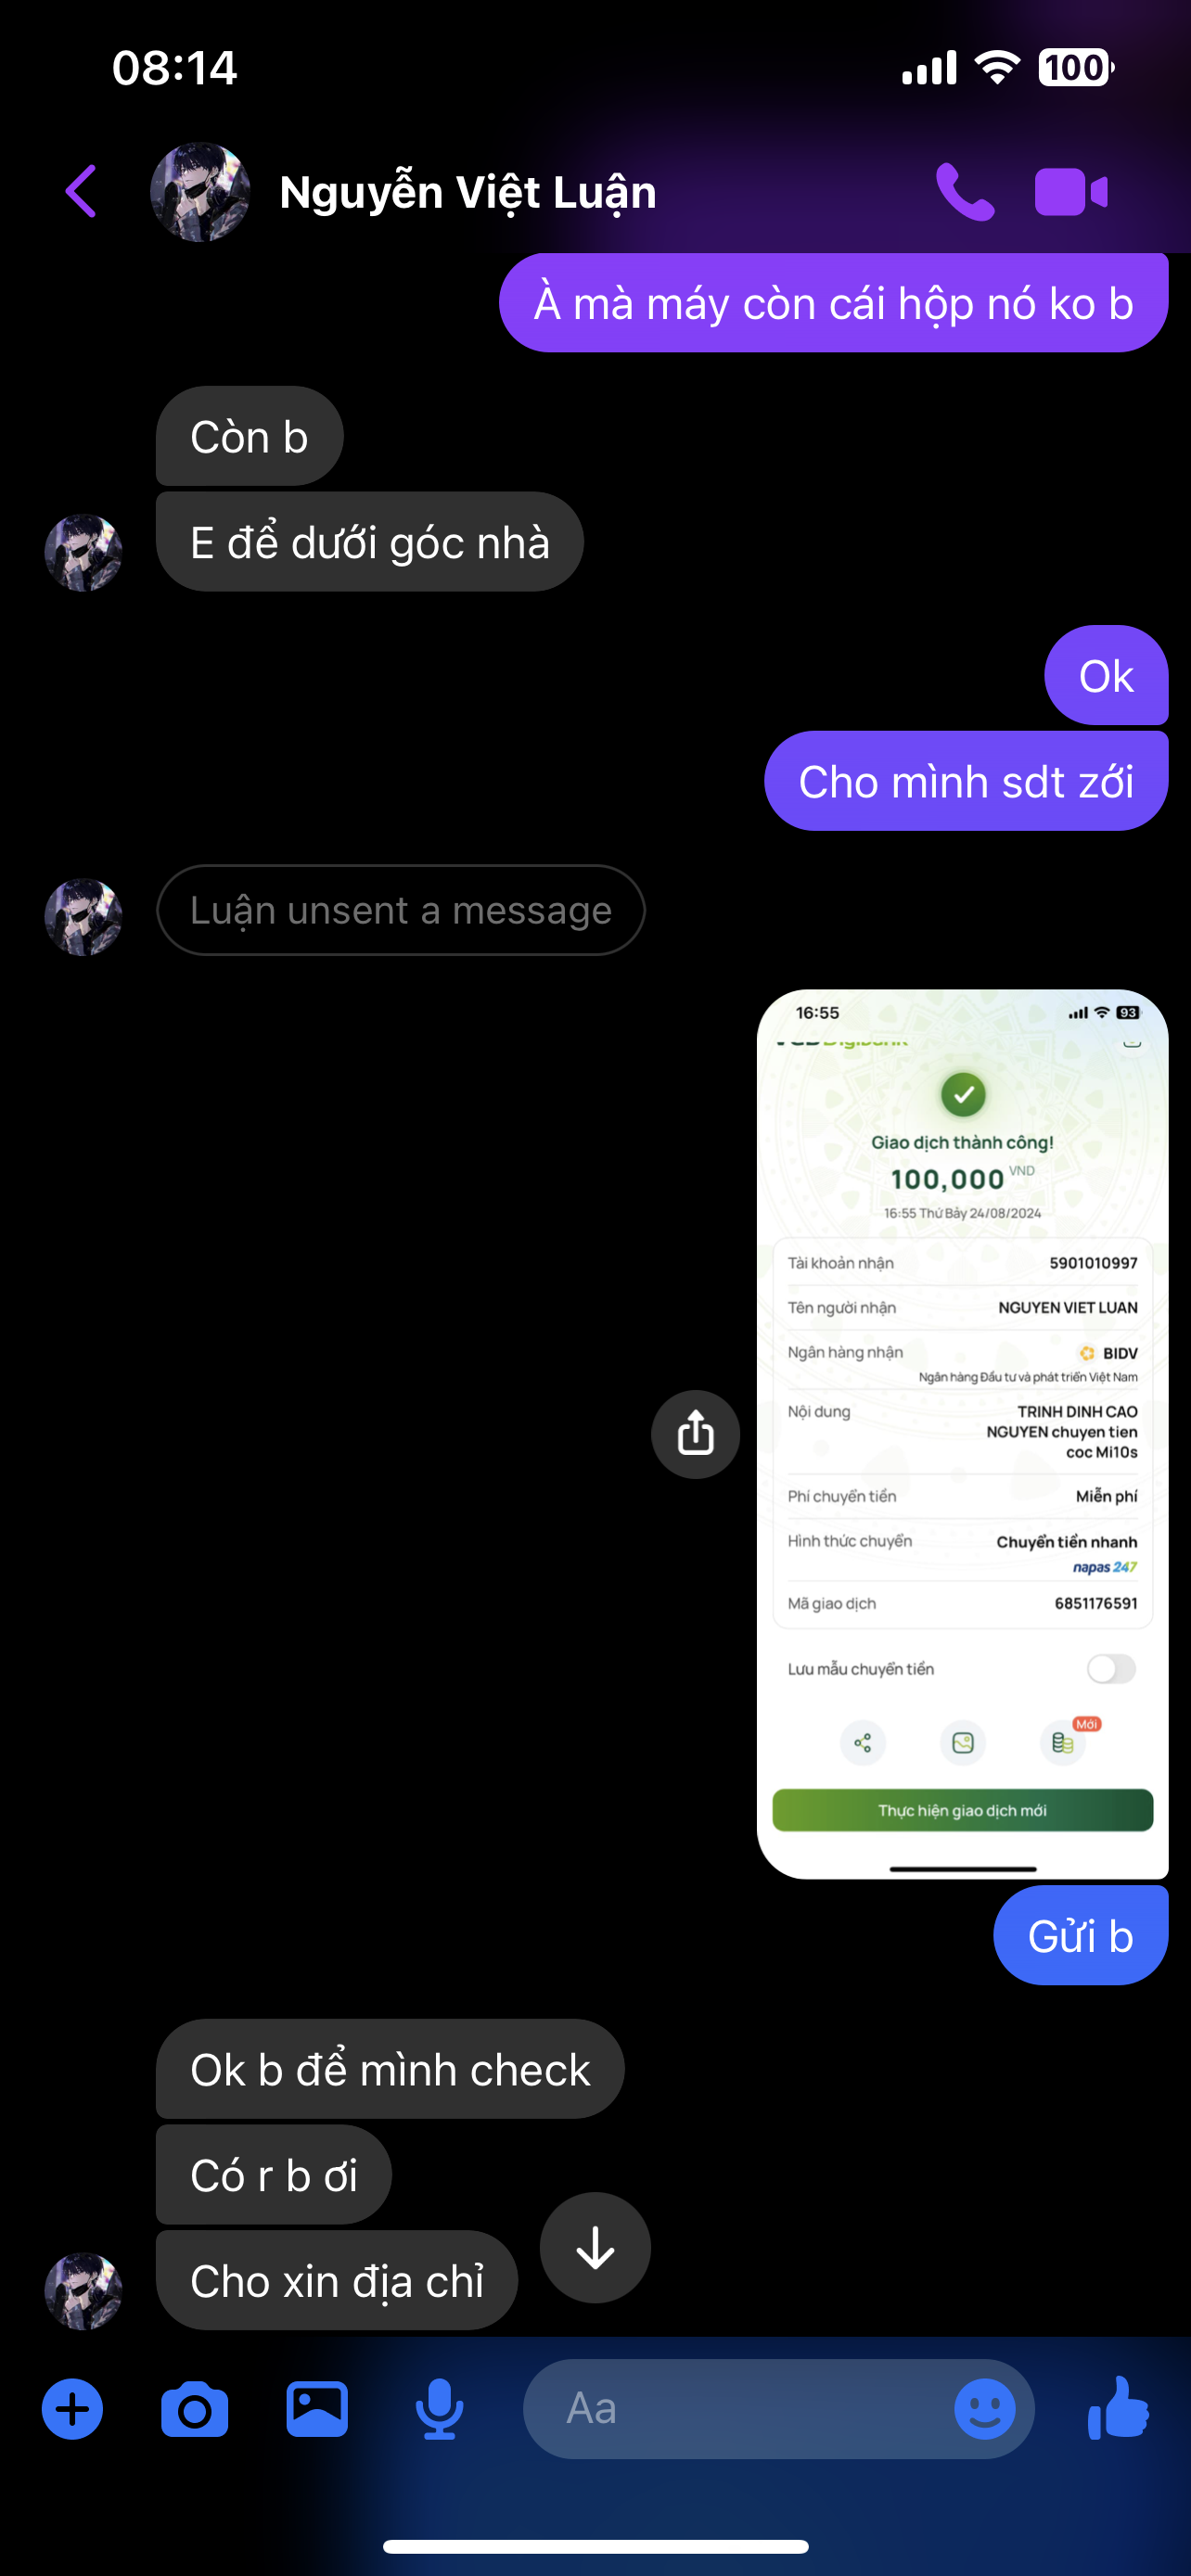 08:14
100
Nguyễn Việt Luận
À mà máy còn cái hộp nó ko b
Còn b
E để dưới góc nhà
Ok
Cho mình sdt zới
Luận unsent a message
16:55
93
Giao dịch thành công!
100,000 VND
16:55 Thứ Bảy 24/08/2024
Tài khoản nhận 5901010997
Tên người nhận NGUYEN VIET LUAN
Ngân hàng nhận BIDV
Ngân hàng Đầu tư và phát triển Việt Nam
Nội dung TRINH DINH CAO
NGUYEN chuyen tien
coc Mi10s
Phí chuyển tiền Miễn phí
Hình thức chuyển Chuyển tiền nhanh
napas 247
Mã giao dịch 6851176591
Lưu mẫu chuyển tiền
Mới
Thực hiện giao dịch mới
Gửi b
Ok b để mình check
Có r b ơi
Cho xin địa chỉ
Aa